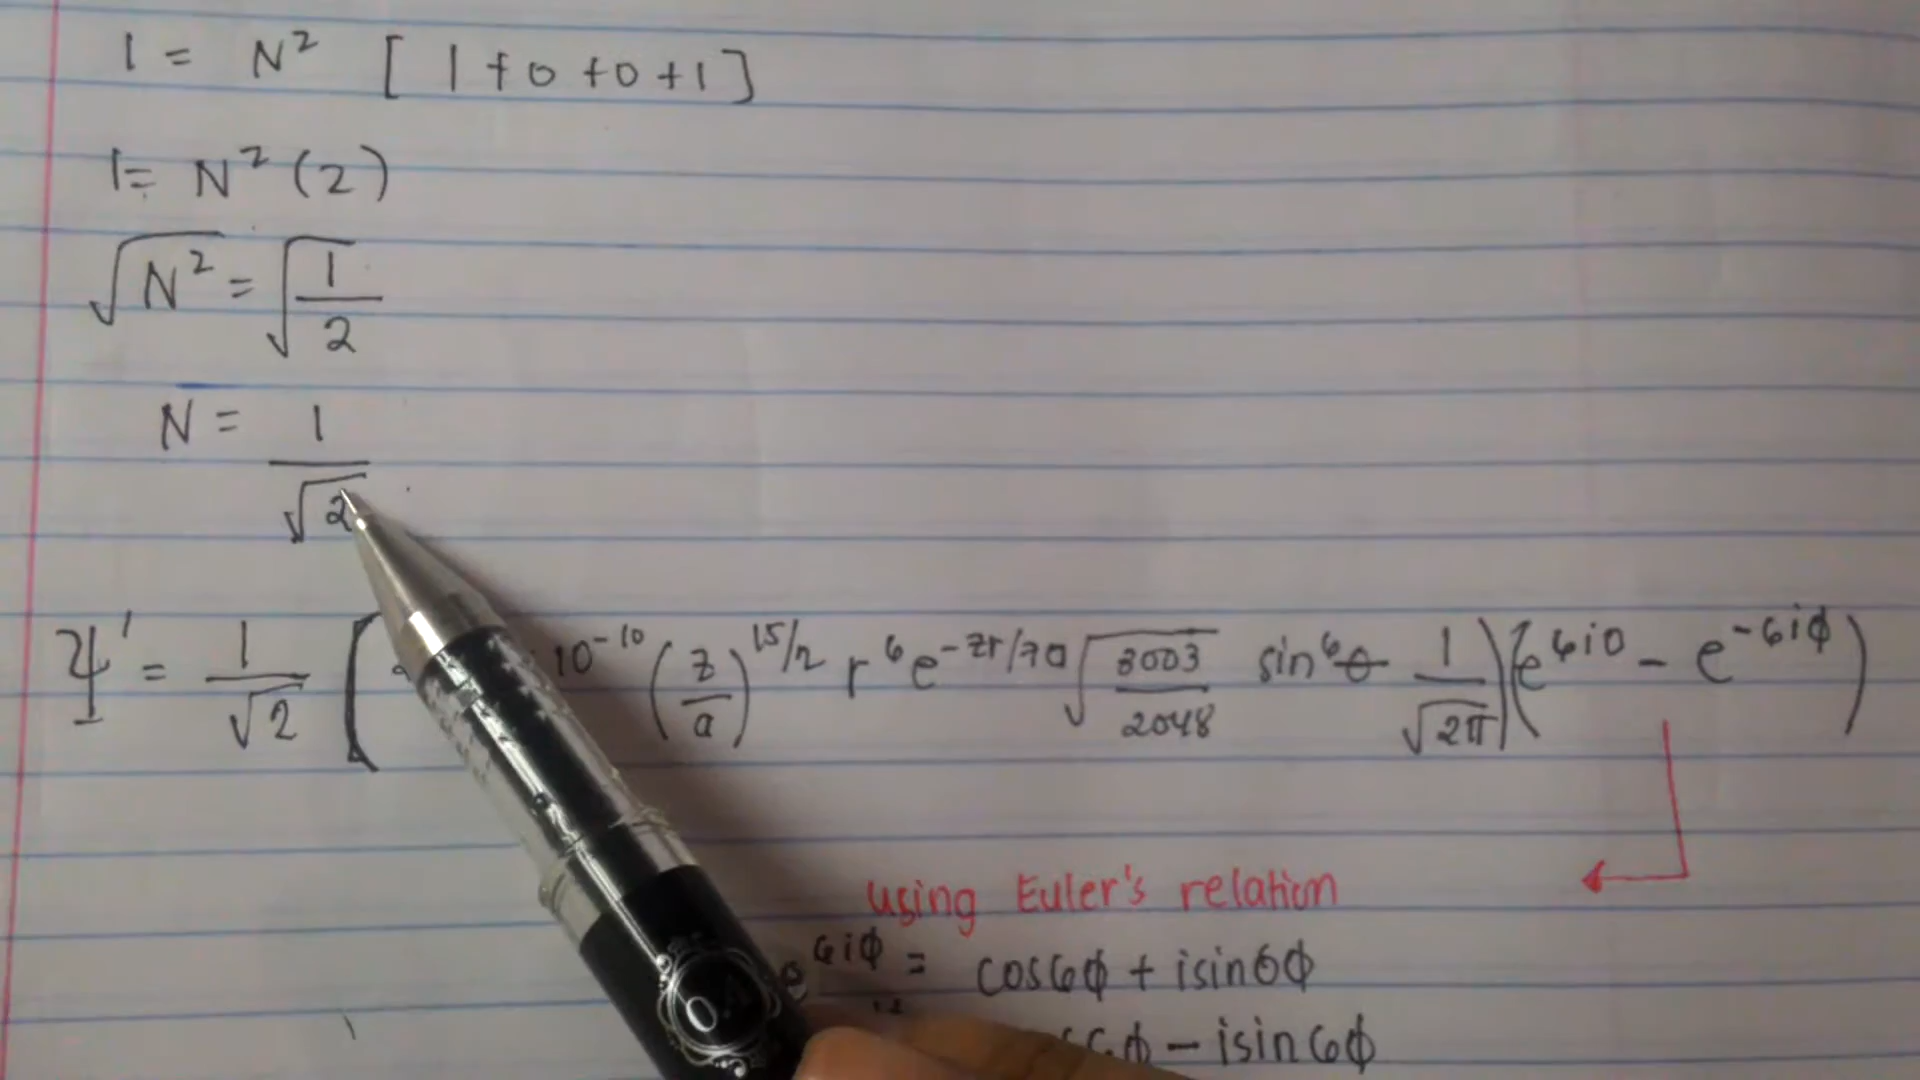 1 = N² [1+0+0+1]
1 = N² (2)
√N² = √1/2
N = 1/√2
Ψ' = 1/√2 ( 10⁻¹⁰ (z/a)^15/2 r⁶ e^-zr/7a √3003/2048 sin⁶θ 1/√2π)(e^6iφ - e^-6iφ)
using Euler's relation
e^6iφ = cos6φ + isin6φ
6φ - isin6φ